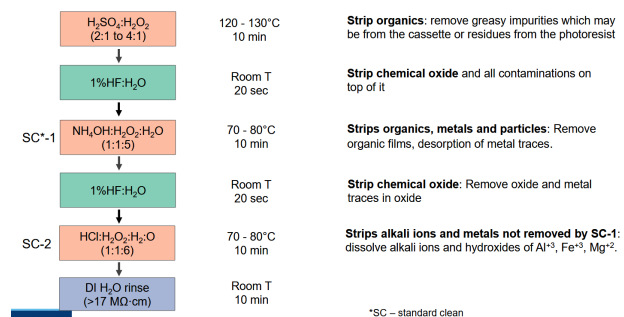 H₂SO₄:H₂O₂ 120 - 130°C Strip organics: remove greasy impurities which may
(2:1 to 4:1) 10 min be from the cassette or residues from the photoresist
1%HF:H₂O Room T Strip chemical oxide and all contaminations on
20 sec top of it
SC*-1 NH₄OH:H₂O₂:H₂O 70 - 80°C Strips organics, metals and particles: Remove
(1:1:5) 10 min organic films, desorption of metal traces.
1%HF:H₂O Room T Strip chemical oxide: Remove oxide and metal
20 sec traces in oxide
SC-2 HCl:H₂O₂:H₂:O 70 - 80°C Strips alkali ions and metals not removed by SC-1:
(1:1:6) 10 min dissolve alkali ions and hydroxides of Al⁺³, Fe⁺³, Mg⁺².
DI H₂O rinse Room T
(>17 MΩ·cm) 10 min
*SC – standard clean